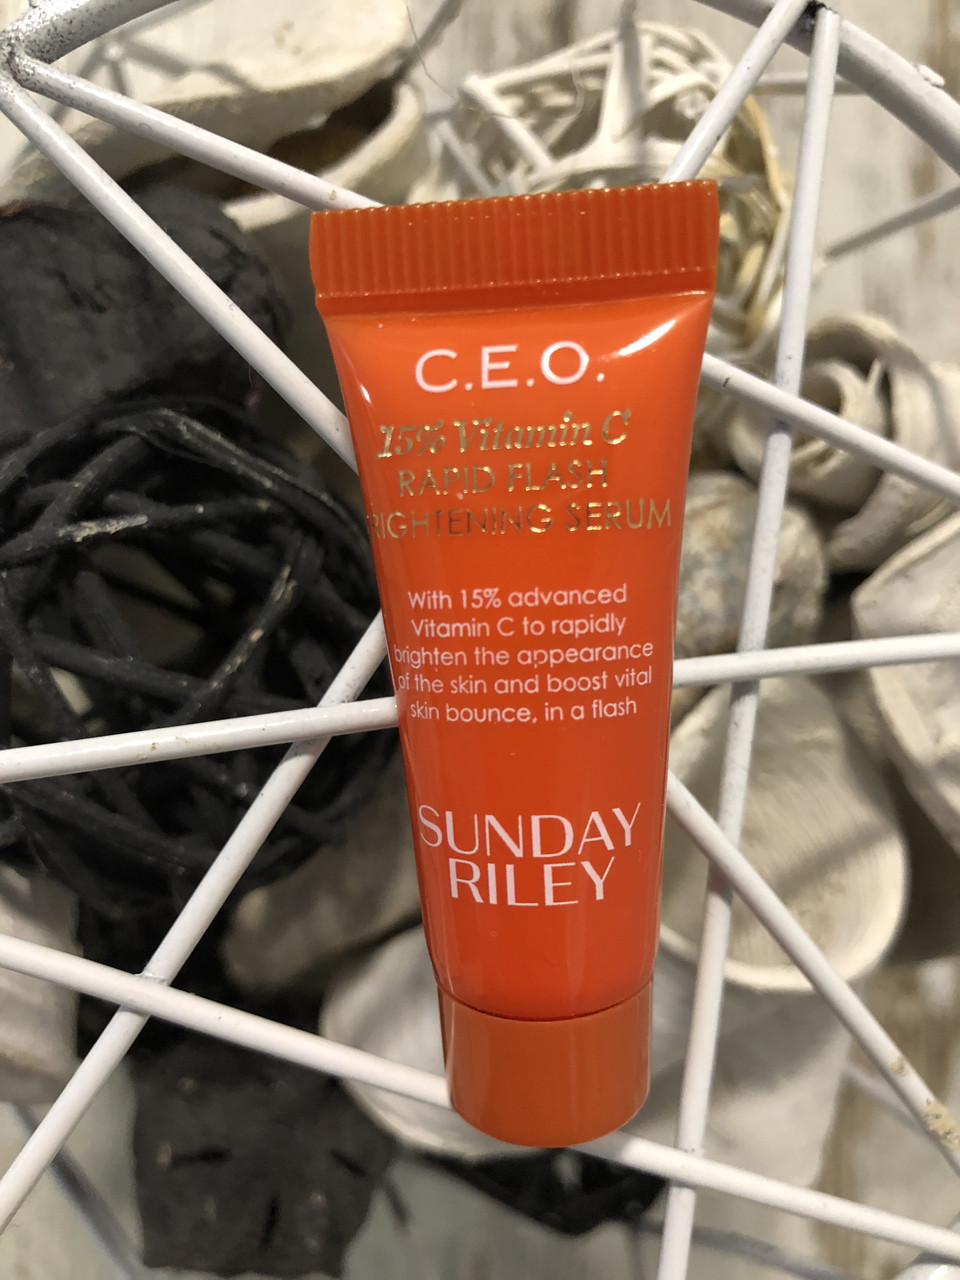 C.E.O.
15% Vitamin C
RAPID FLASH
BRIGHTENING SERUM
With 15% advanced
Vitamin C to rapidly
brighten the appearance
of the skin and boost vital
skin bounce, in a flash
SUNDAY
RILEY